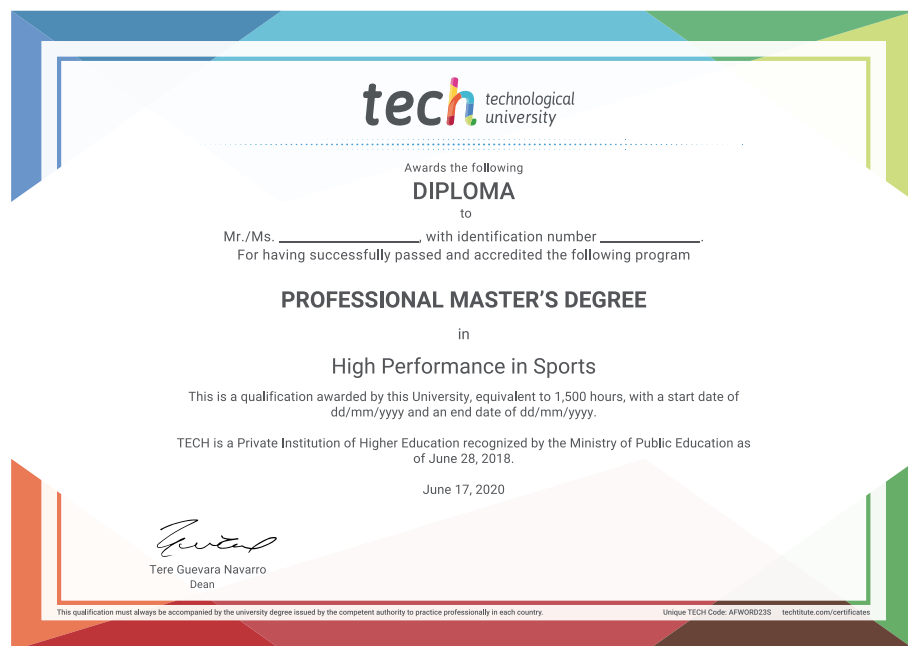 tech technological
university
Awards the following
DIPLOMA
to
Mr./Ms. ____________________, with identification number ______________.
For having successfully passed and accredited the following program
PROFESSIONAL MASTER'S DEGREE
in
High Performance in Sports
This is a qualification awarded by this University, equivalent to 1,500 hours, with a start date of
dd/mm/yyyy and an end date of dd/mm/yyyy.
TECH is a Private Institution of Higher Education recognized by the Ministry of Public Education as
of June 28, 2018.
June 17, 2020
Tere Guevara Navarro
Dean
This qualification must always be accompanied by the university degree issued by the competent authority to practice professionally in each country. Unique TECH Code: AFWORD23S techtitute.com/certificates